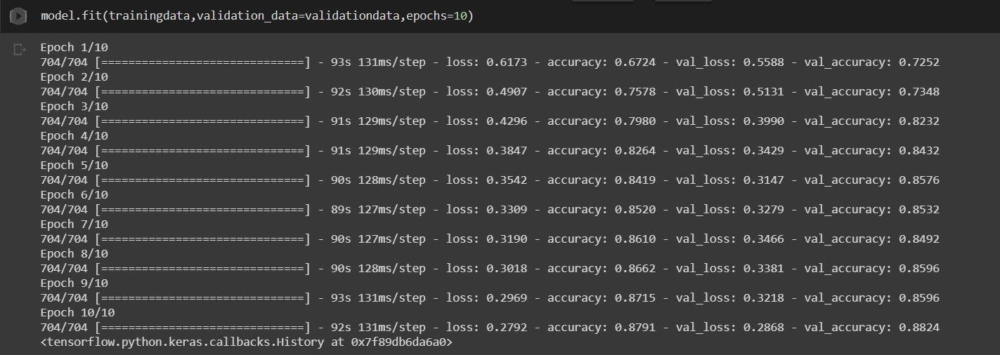 model.fit(trainingdata,validation_data=validationdata,epochs=10)
Epoch 1/10
704/704 [==============================] - 93s 131ms/step - loss: 0.6173 - accuracy: 0.6724 - val_loss: 0.5588 - val_accuracy: 0.7252
Epoch 2/10
704/704 [==============================] - 92s 130ms/step - loss: 0.4907 - accuracy: 0.7578 - val_loss: 0.5131 - val_accuracy: 0.7348
Epoch 3/10
704/704 [==============================] - 91s 129ms/step - loss: 0.4296 - accuracy: 0.7980 - val_loss: 0.3990 - val_accuracy: 0.8232
Epoch 4/10
704/704 [==============================] - 91s 129ms/step - loss: 0.3847 - accuracy: 0.8264 - val_loss: 0.3429 - val_accuracy: 0.8432
Epoch 5/10
704/704 [==============================] - 90s 128ms/step - loss: 0.3542 - accuracy: 0.8419 - val_loss: 0.3147 - val_accuracy: 0.8576
Epoch 6/10
704/704 [==============================] - 89s 127ms/step - loss: 0.3309 - accuracy: 0.8520 - val_loss: 0.3279 - val_accuracy: 0.8532
Epoch 7/10
704/704 [==============================] - 90s 127ms/step - loss: 0.3190 - accuracy: 0.8610 - val_loss: 0.3466 - val_accuracy: 0.8492
Epoch 8/10
704/704 [==============================] - 90s 128ms/step - loss: 0.3018 - accuracy: 0.8662 - val_loss: 0.3381 - val_accuracy: 0.8596
Epoch 9/10
704/704 [==============================] - 93s 131ms/step - loss: 0.2969 - accuracy: 0.8715 - val_loss: 0.3218 - val_accuracy: 0.8596
Epoch 10/10
704/704 [==============================] - 92s 131ms/step - loss: 0.2792 - accuracy: 0.8791 - val_loss: 0.2868 - val_accuracy: 0.8824
<tensorflow.python.keras.callbacks.History at 0x7f89db6da6a0>